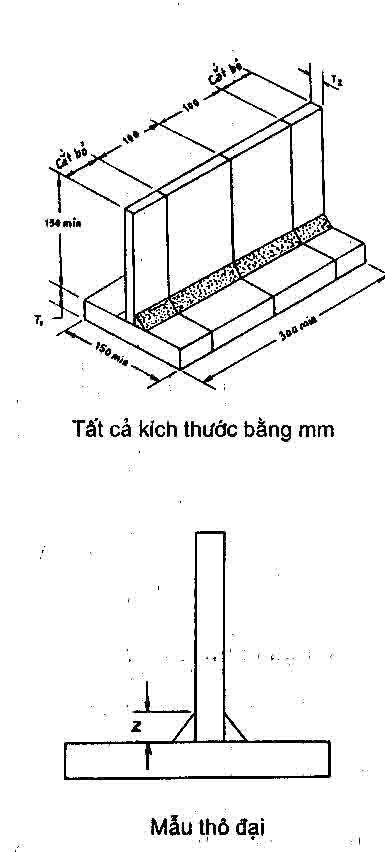 Cắt bỏ
T₂
100
100
Cắt bỏ
150 min
T₁
150 min
300 min
Tất cả kích thước bằng mm
Z
Mẫu thô đại